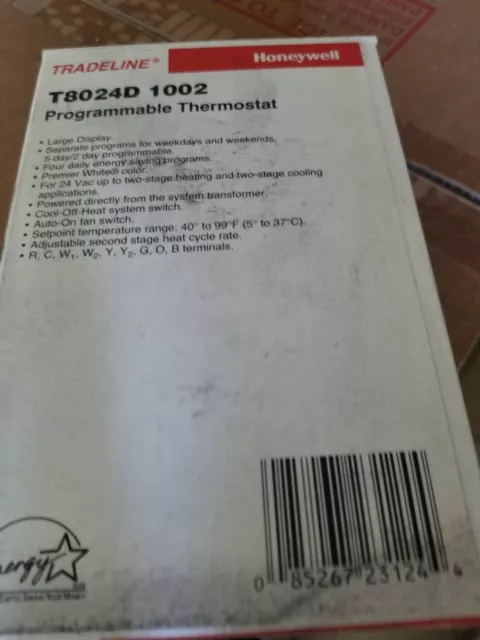 TRADELINE®
Honeywell
T8024D 1002
Programmable Thermostat
• Large Display.
• Separate programs for weekdays and weekends,
5 day/2 day programmable.
• Four daily energy saving programs.
• Premier White® color.
• For 24 Vac up to two-stage heating and two-stage cooling
applications.
• Powered directly from the system transformer.
• Cool-Off-Heat system switch.
• Auto-On fan switch.
• Setpoint temperature range: 40° to 99°F (5° to 37°C).
• Adjustable second stage heat cycle rate.
• R, C, W1, W2, Y, Y2, G, O, B terminals.
0 85267 23124 4